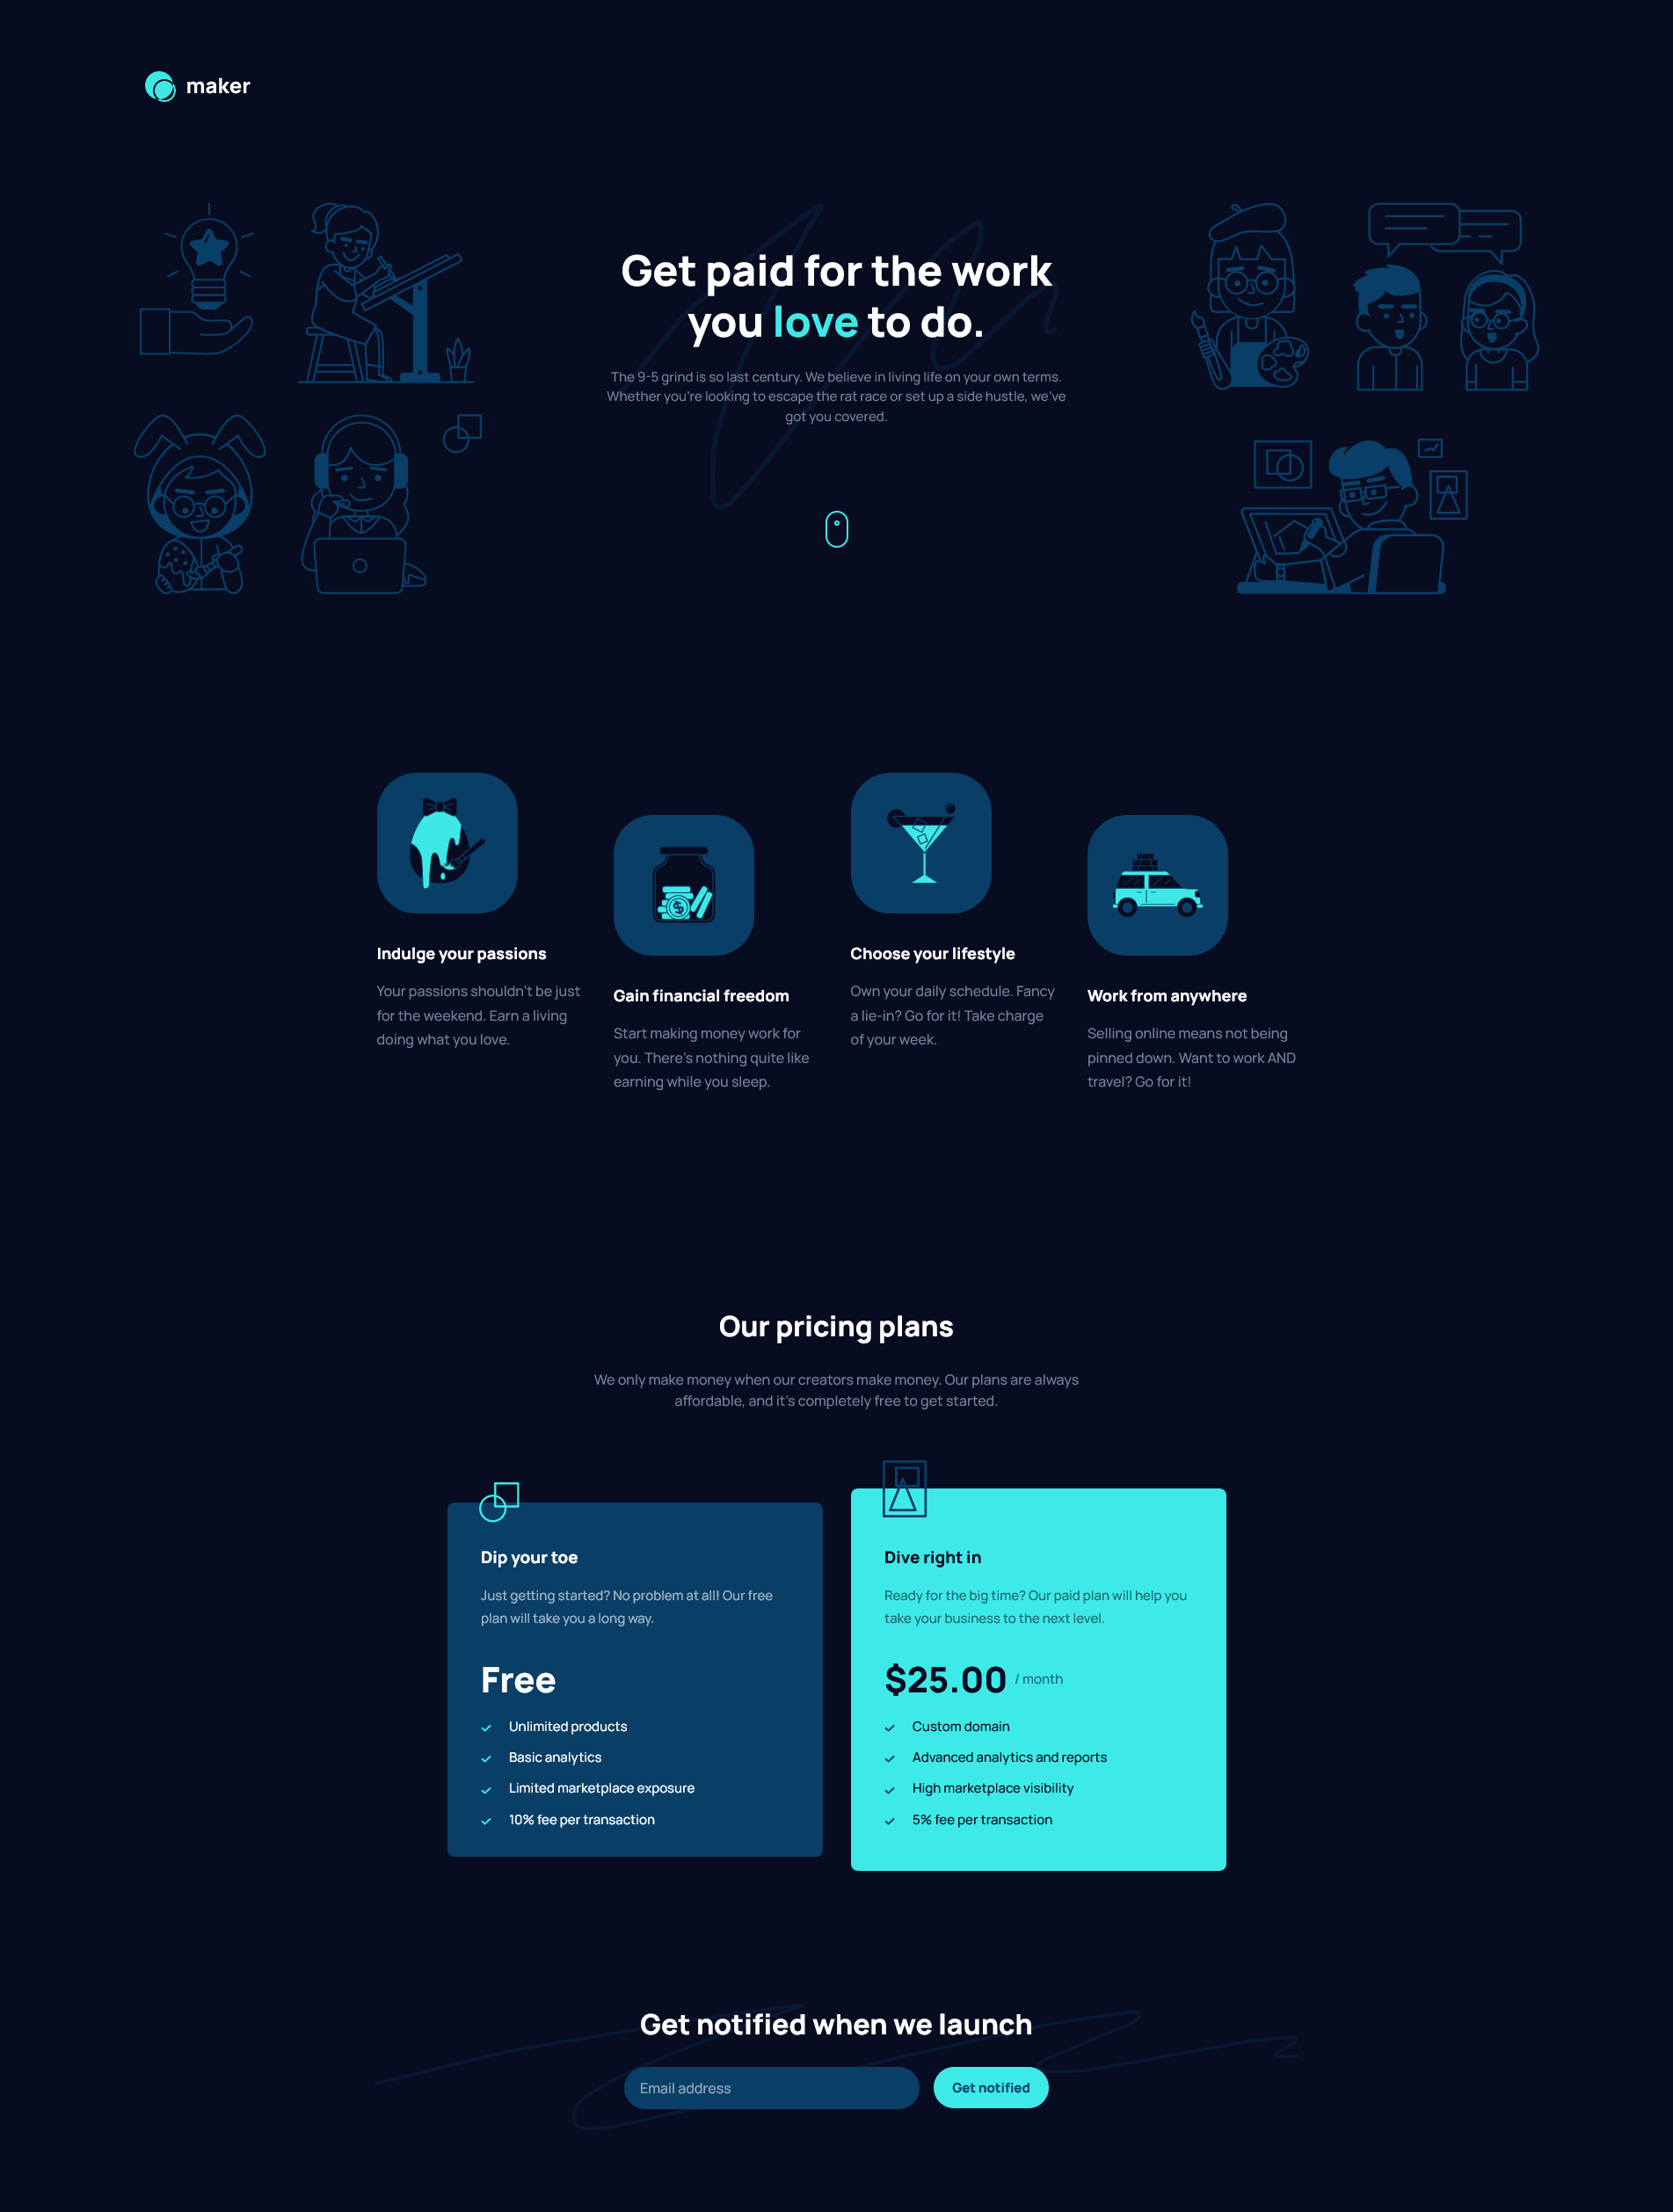 maker
Get paid for the work
you love to do.
The 9-5 grind is so last century. We believe in living life on your own terms.
Whether you’re looking to escape the rat race or set up a side hustle, we’ve
got you covered.
Indulge your passions
Your passions shouldn’t be just
for the weekend. Earn a living
doing what you love.
Gain financial freedom
Start making money work for
you. There’s nothing quite like
earning while you sleep.
Choose your lifestyle
Own your daily schedule. Fancy
a lie-in? Go for it! Take charge
of your week.
Work from anywhere
Selling online means not being
pinned down. Want to work AND
travel? Go for it!
Our pricing plans
We only make money when our creators make money. Our plans are always
affordable, and it’s completely free to get started.
Dip your toe
Just getting started? No problem at all! Our free
plan will take you a long way.
Free
Unlimited products
Basic analytics
Limited marketplace exposure
10% fee per transaction
Dive right in
Ready for the big time? Our paid plan will help you
take your business to the next level.
$25.00 / month
Custom domain
Advanced analytics and reports
High marketplace visibility
5% fee per transaction
Get notified when we launch
Email address
Get notified